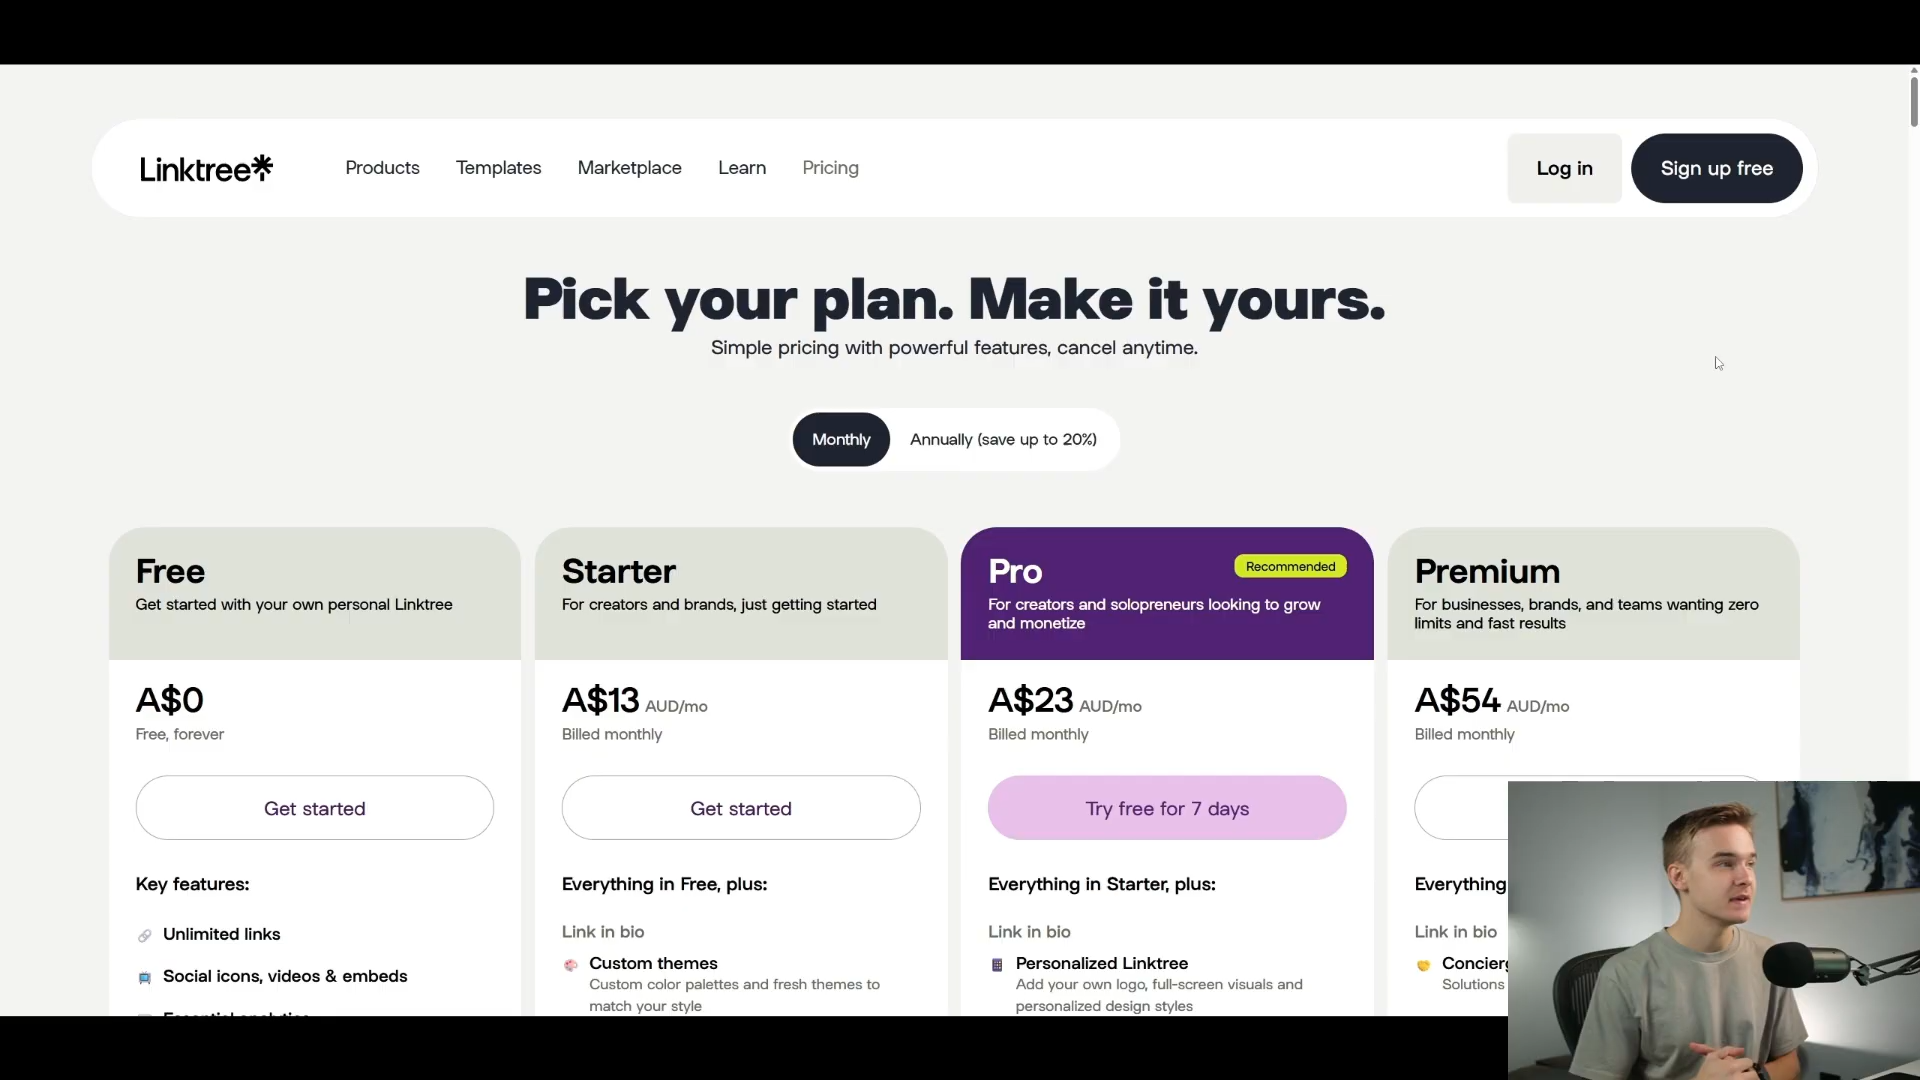 Linktree
Products
Templates
Marketplace
Learn
Pricing
Log in
Sign up free
Pick your plan. Make it yours.
Simple pricing with powerful features, cancel anytime.
Monthly
Annually (save up to 20%)
Free
Get started with your own personal Linktree
A$0
Free, forever
Get started
Key features:
Unlimited links
Social icons, videos & embeds
Essential analytics
Starter
For creators and brands, just getting started
A$13 AUD/mo
Billed monthly
Get started
Everything in Free, plus:
Link in bio
Custom themes
Custom color palettes and fresh themes to
match your style
Pro
Recommended
For creators and solopreneurs looking to grow
and monetize
A$23 AUD/mo
Billed monthly
Try free for 7 days
Everything in Starter, plus:
Link in bio
Personalized Linktree
Add your own logo, full-screen visuals and
personalized design styles
Premium
For businesses, brands, and teams wanting zero
limits and fast results
A$54 AUD/mo
Billed monthly
Everything
Link in bio
Solutions